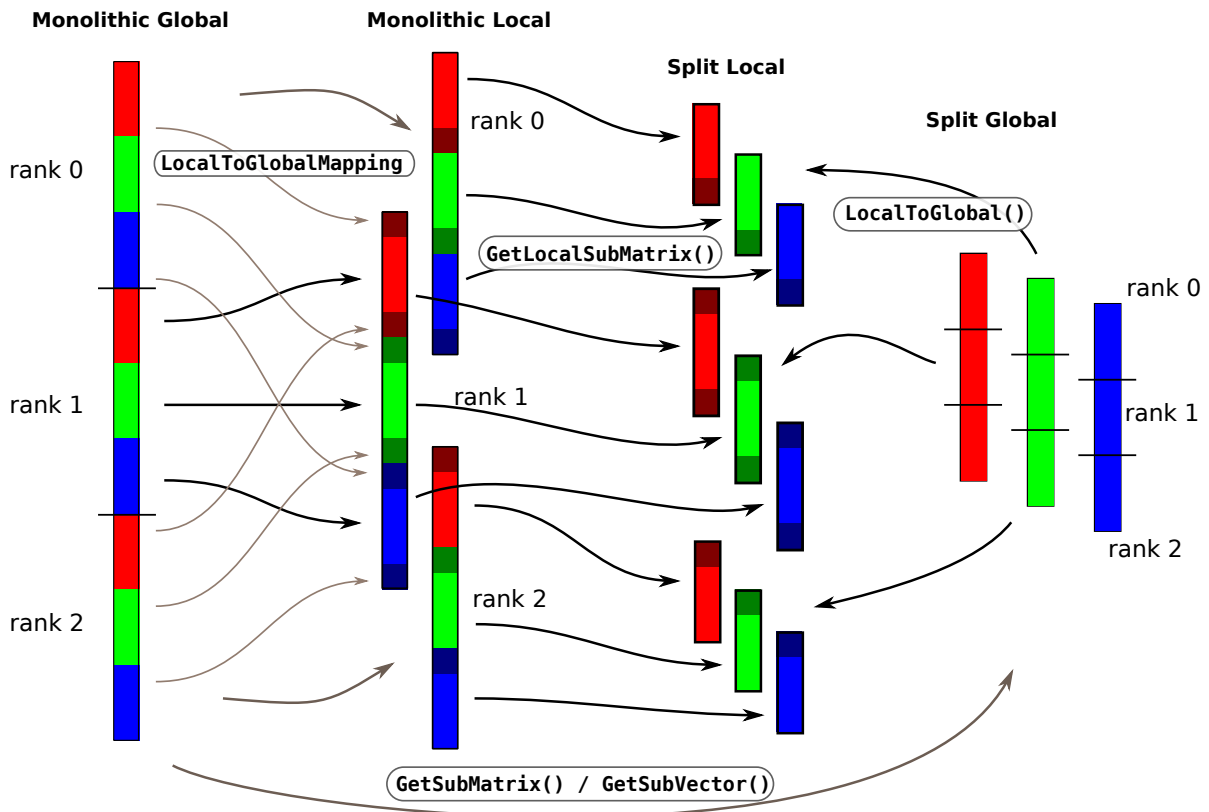 Monolithic Global
Monolithic Local
Split Local
Split Global
rank 0
LocalToGlobalMapping
rank 0
GetLocalSubMatrix()
LocalToGlobal()
rank 0
rank 1
rank 1
rank 1
rank 2
rank 2
rank 2
GetSubMatrix() / GetSubVector()